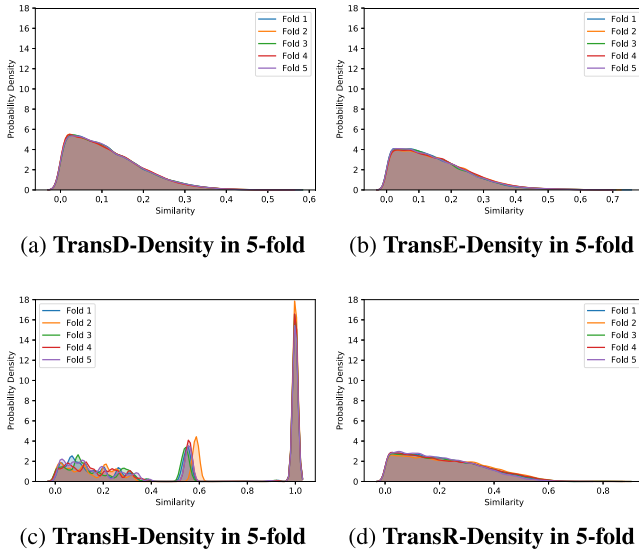 18
16
14
12
10
8
6
4
2
0
Probability Density
0.0 0.1 0.2 0.3 0.4 0.5 0.6
Similarity
Fold 1
Fold 2
Fold 3
Fold 4
Fold 5
(a) TransD-Density in 5-fold
18
16
14
12
10
8
6
4
2
0
Probability Density
0.0 0.1 0.2 0.3 0.4 0.5 0.6 0.7
Similarity
Fold 1
Fold 2
Fold 3
Fold 4
Fold 5
(b) TransE-Density in 5-fold
18
16
14
12
10
8
6
4
2
0
Probability Density
0.0 0.2 0.4 0.6 0.8 1.0
Similarity
Fold 1
Fold 2
Fold 3
Fold 4
Fold 5
(c) TransH-Density in 5-fold
18
16
14
12
10
8
6
4
2
0
Probability Density
0.0 0.2 0.4 0.6 0.8
Similarity
Fold 1
Fold 2
Fold 3
Fold 4
Fold 5
(d) TransR-Density in 5-fold